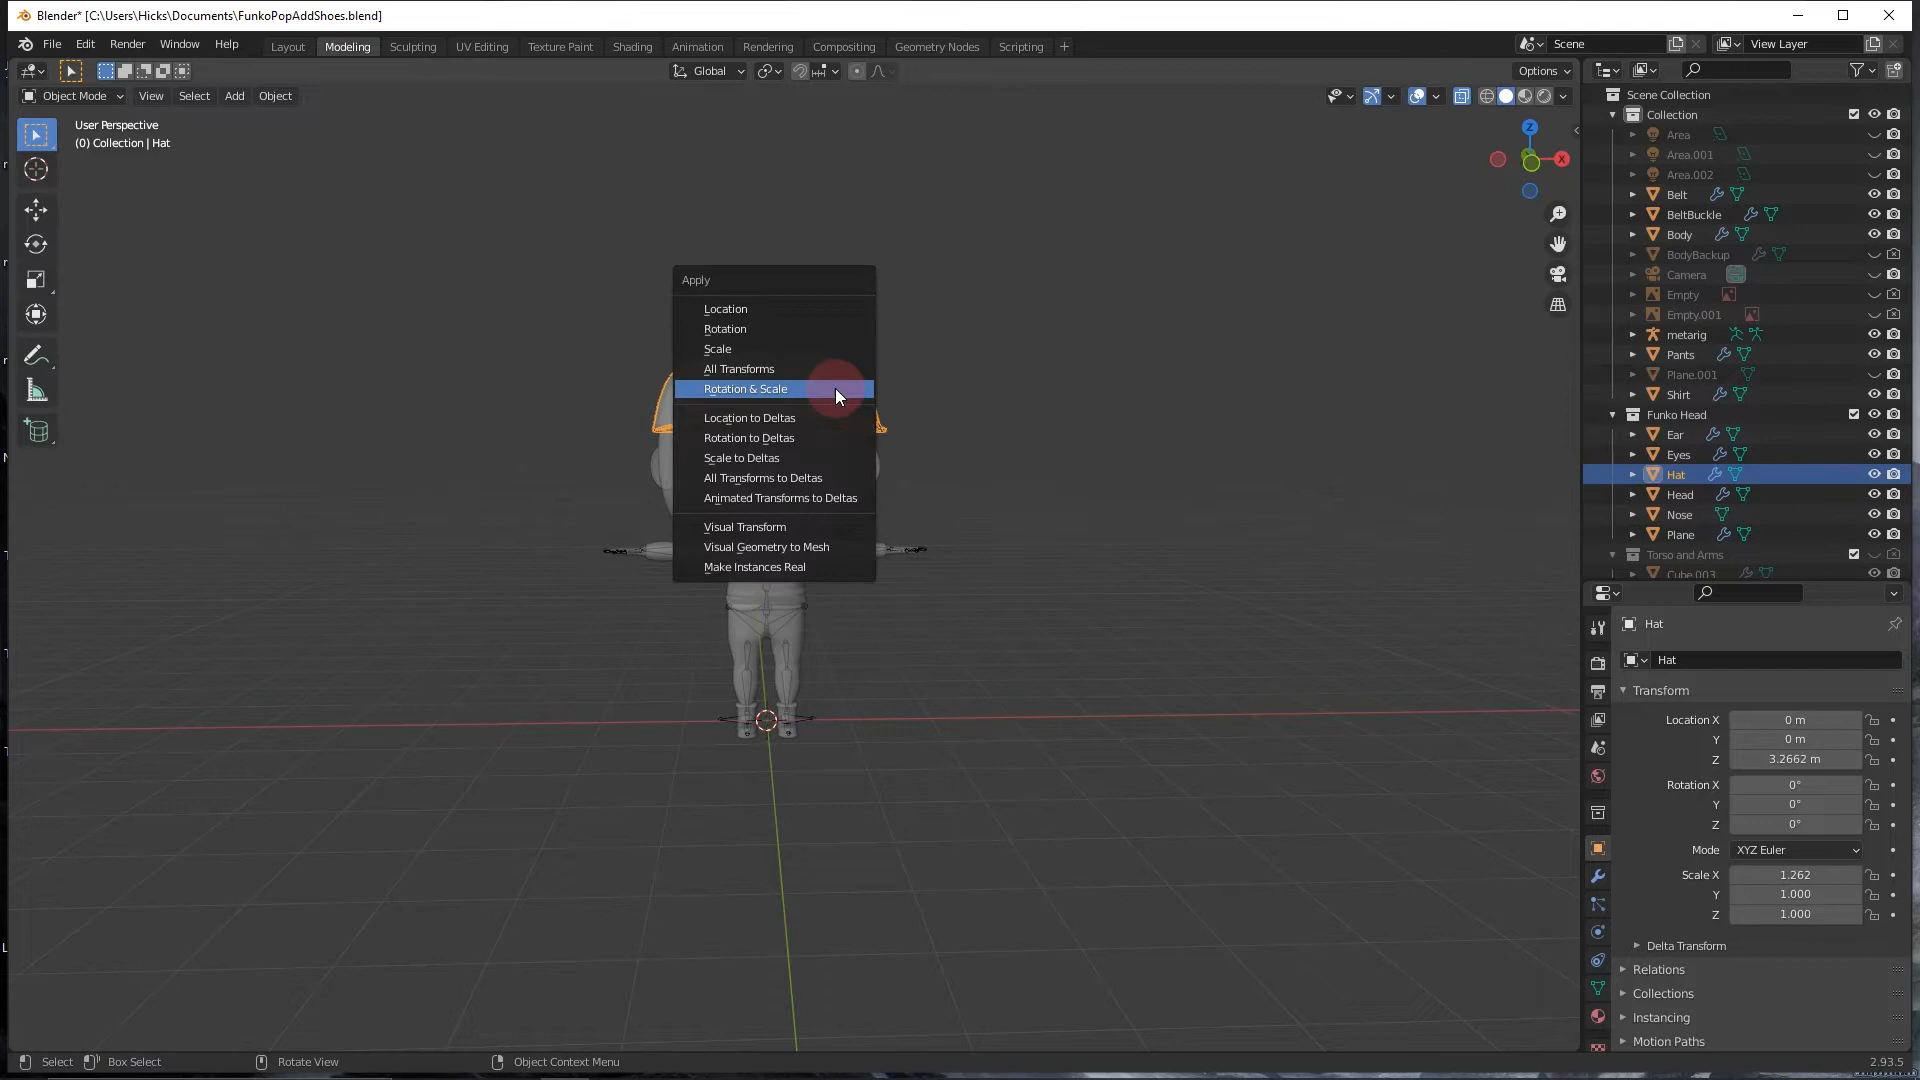 Blender* [C:\Users\Hicks\Documents\FunkoPopAddShoes.blend]
File Edit Render Window Help
Layout Modeling Sculpting UV Editing Texture Paint Shading Animation Rendering Compositing Geometry Nodes Scripting +
Scene
View Layer
Global
Options
Object Mode View Select Add Object
User Perspective
(0) Collection | Hat
Z
X
Apply
Location
Rotation
Scale
All Transforms
Rotation & Scale
Location to Deltas
Rotation to Deltas
Scale to Deltas
All Transforms to Deltas
Animated Transforms to Deltas
Visual Transform
Visual Geometry to Mesh
Make Instances Real
Scene Collection
Collection
Area
Area.001
Area.002
Belt
BeltBuckle
Body
BodyBackup
Camera
Empty
Empty.001
metarig
Pants
Plane.001
Shirt
Funko Head
Ear
Eyes
Hat
Head
Nose
Plane
Torso and Arms
Cube.003
Hat
Hat
Transform
Location X 0 m
Y 0 m
Z 3.2662 m
Rotation X 0°
Y 0°
Z 0°
Mode XYZ Euler
Scale X 1.262
Y 1.000
Z 1.000
Delta Transform
Relations
Collections
Instancing
Motion Paths
Select Box Select Rotate View Object Context Menu
2.93.5